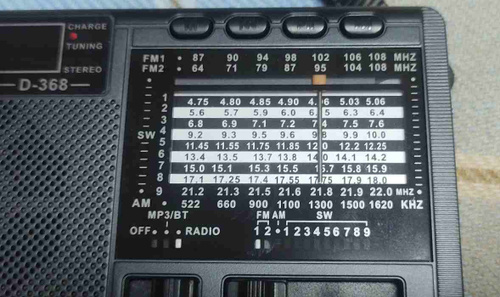 CHARGE
TUNING
STEREO
D-368
FM1 87 90 94 98 102 106 108 MHZ
FM2 64 71 79 87 95 104 108 MHZ
1 4.75 4.80 4.85 4.90 5.03 5.06
2 5.6 5.7 5.8 5.9 6.3 6.4
3 6.8 6.9 7.1 7.2 7.5 7.6
SW 4 9.2 9.3 9.5 9.6 9.8 9.9 10.0
5 11.45 11.55 11.75 11.85 12.0 12.2 12.25
6 13.4 13.5 13.7 13.8 14.0 14.1 14.2
7 15.0 15.1 15.3 15.5 15.7 15.8 15.9
8 17.1 17.25 17.4 17.55 17.75 17.9 18.0
9 21.2 21.3 21.5 21.6 21.8 21.9 22.0 MHZ
AM 522 660 900 1100 1300 1500 1620 KHZ
MP3/BT FM AM SW
OFF RADIO 1 2 1 2 3 4 5 6 7 8 9